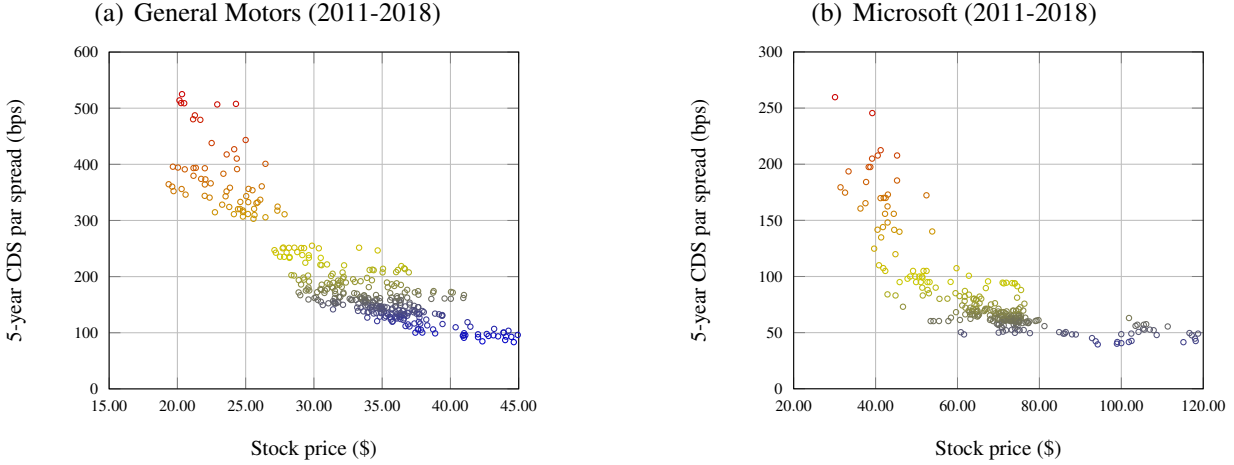 (a) General Motors (2011-2018)
600
500
400
300
200
100
0
15.00 20.00 25.00 30.00 35.00 40.00 45.00
5-year CDS par spread (bps)
Stock price ($)
(b) Microsoft (2011-2018)
300
250
200
150
100
50
0
20.00 40.00 60.00 80.00 100.00 120.00
5-year CDS par spread (bps)
Stock price ($)